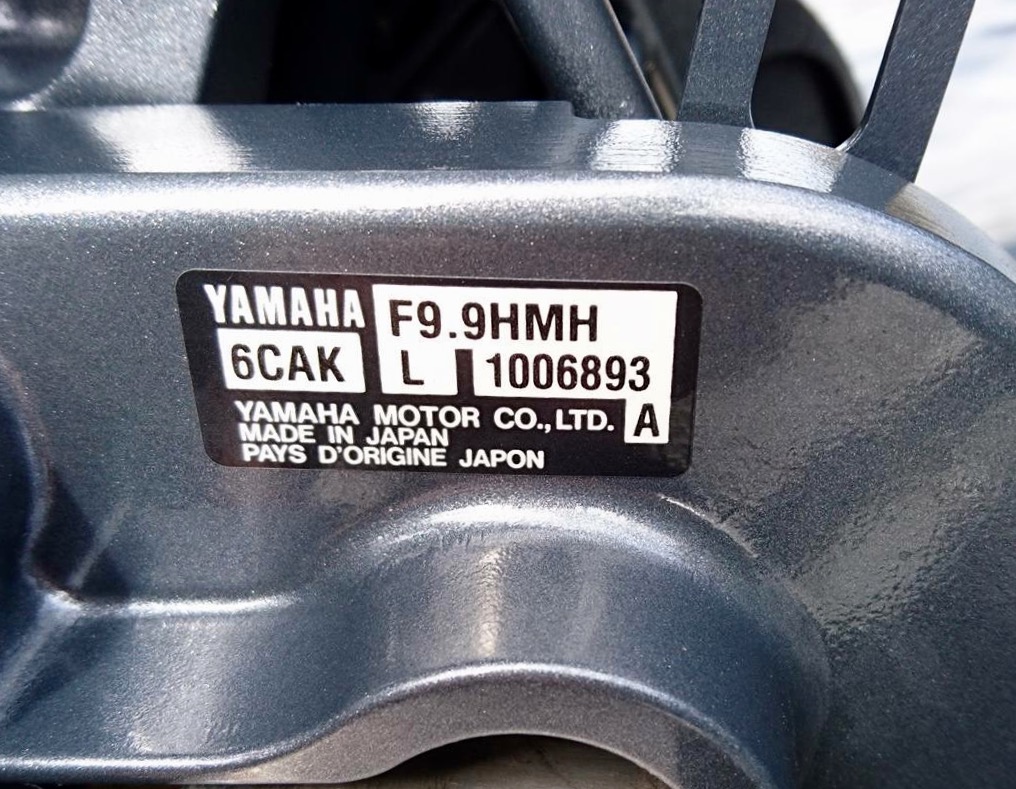 YAMAHA F9.9HMH
6CAK L 1006893
YAMAHA MOTOR CO.,LTD. A
MADE IN JAPAN
PAYS D'ORIGINE JAPON